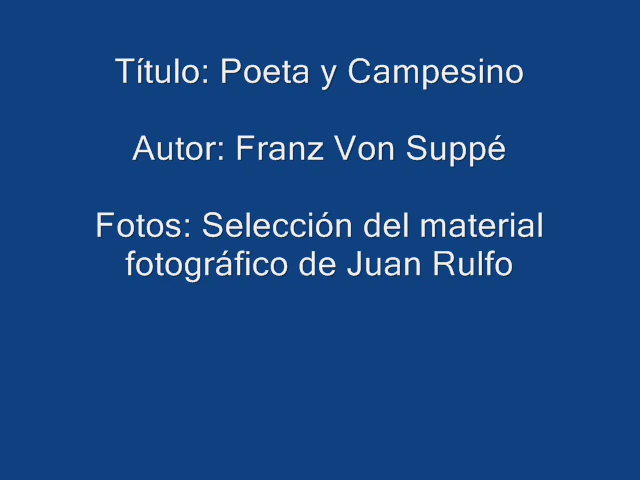 Título: Poeta y Campesino
Autor: Franz Von Suppé
Fotos: Selección del material
fotográfico de Juan Rulfo